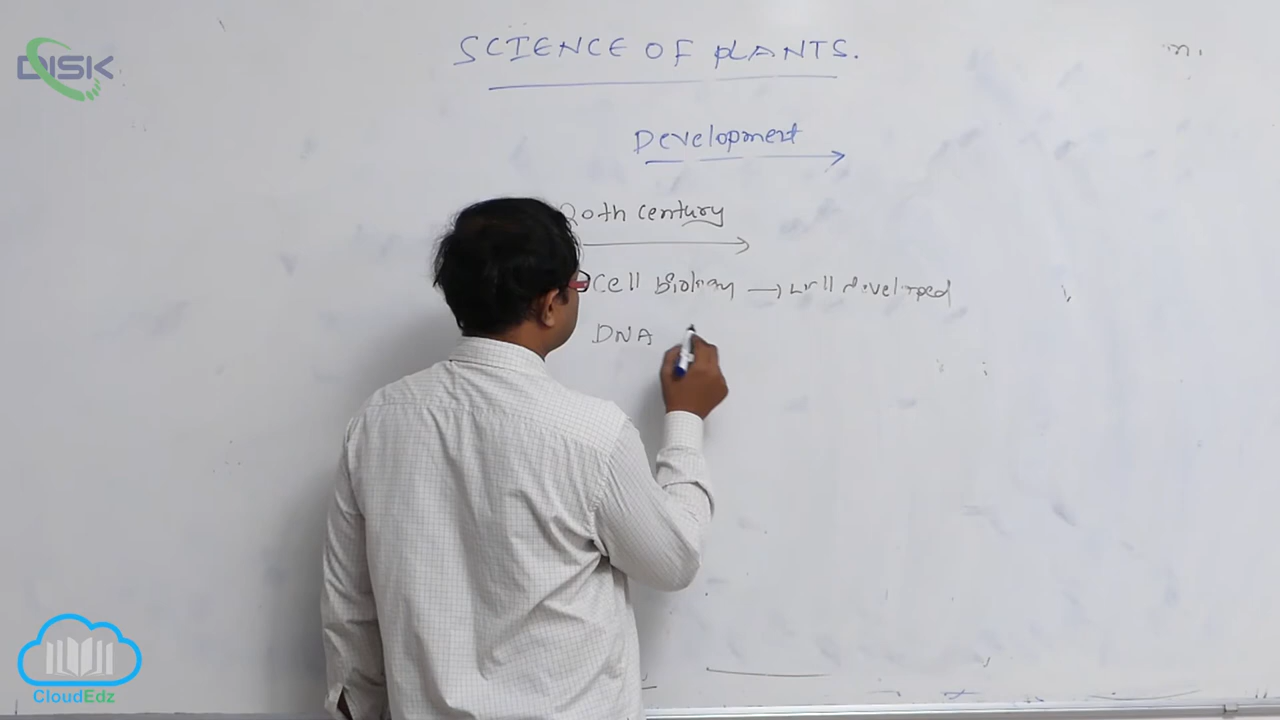 DISK
SCIENCE OF PLANTS.
Development
20th century
Cell Biology → well developed
DNA
CloudEdz